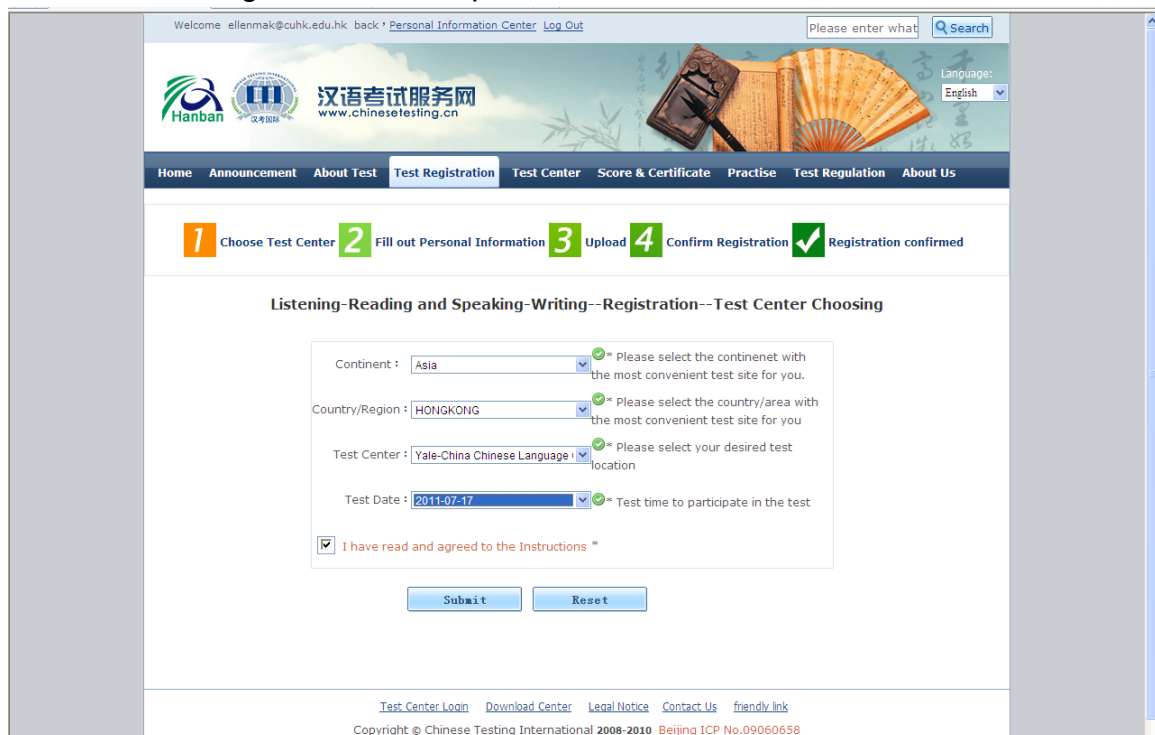 Welcome ellenmak@cuhk.edu.hk back ' Personal Information Center Log Out
Please enter what Search
Language:
English
Hanban
汉考国际
汉语考试服务网
www.chinesetesting.cn
Home Announcement About Test Test Registration Test Center Score & Certificate Practise Test Regulation About Us
1 Choose Test Center 2 Fill out Personal Information 3 Upload 4 Confirm Registration Registration confirmed
Listening-Reading and Speaking-Writing--Registration--Test Center Choosing
Continent : Asia * Please select the continenet with
the most convenient test site for you.
Country/Region : HONGKONG * Please select the country/area with
the most convenient test site for you
Test Center : Yale-China Chinese Language * Please select your desired test
location
Test Date : 2011-07-17 * Test time to participate in the test
I have read and agreed to the Instructions *
Submit Reset
Test Center Login Download Center Legal Notice Contact Us friendly link
Copyright © Chinese Testing International 2008-2010 Beijing ICP No.09060658